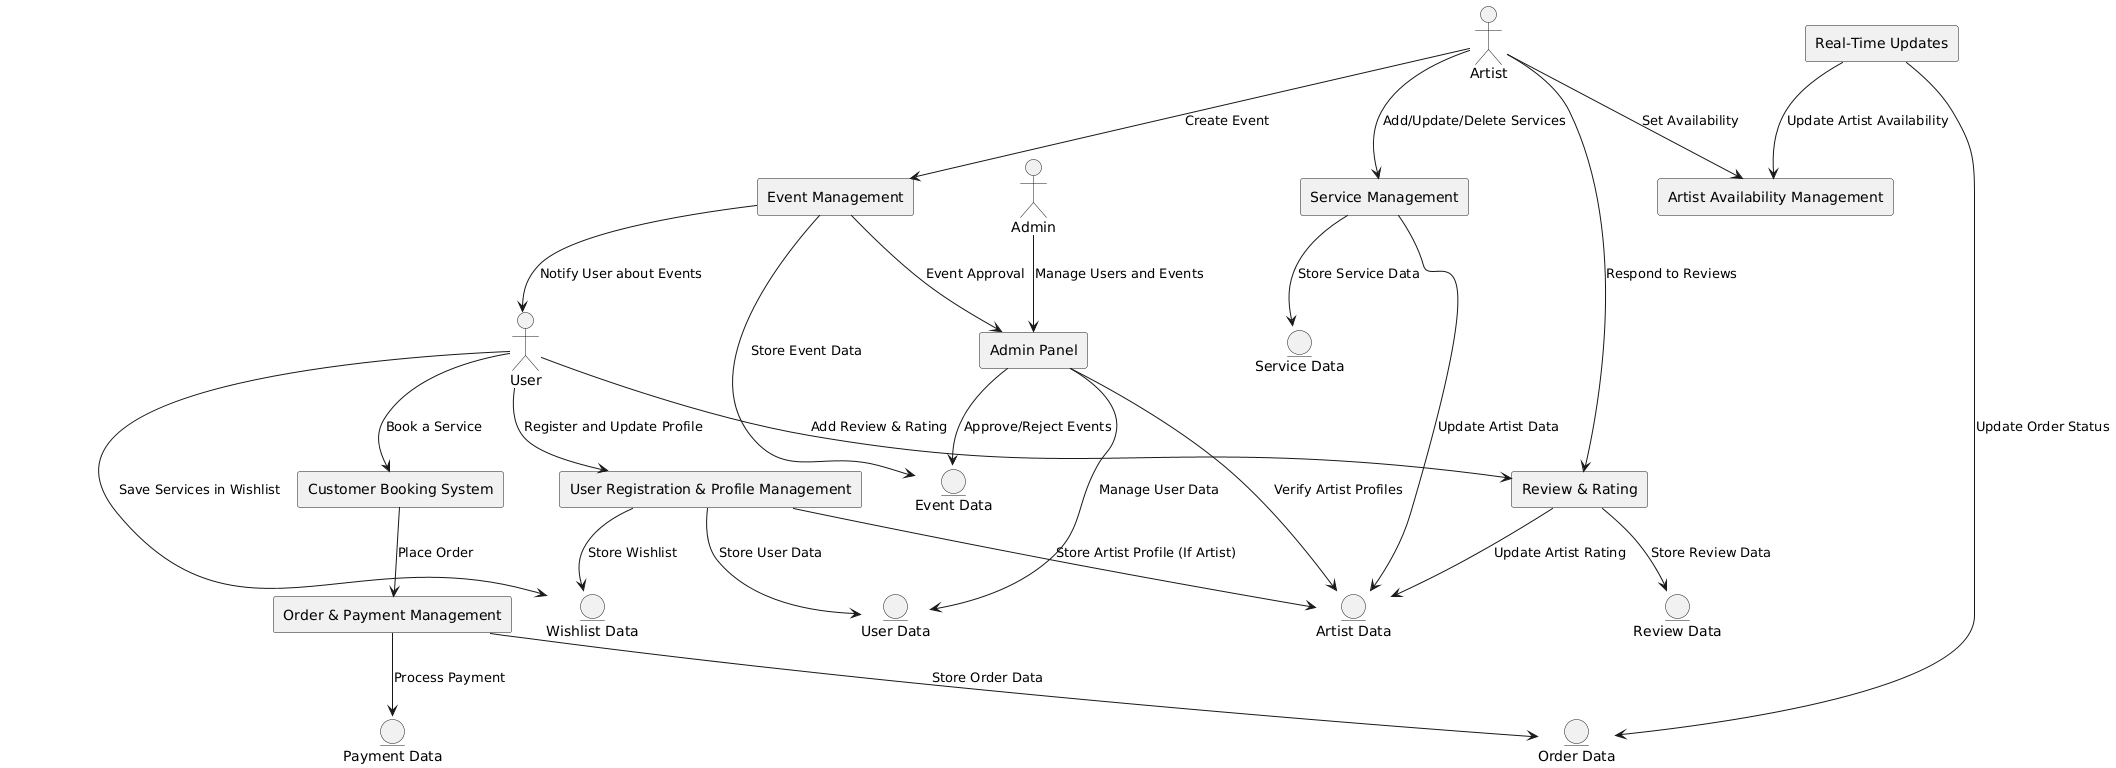 Artist
Real-Time Updates
Create Event
Add/Update/Delete Services
Set Availability
Update Artist Availability
Event Management
Admin
Service Management
Artist Availability Management
Notify User about Events
Event Approval
Manage Users and Events
Store Service Data
Respond to Reviews
User
Store Event Data
Admin Panel
Service Data
Book a Service
Register and Update Profile
Add Review & Rating
Approve/Reject Events
Update Artist Data
Update Order Status
Save Services in Wishlist
Customer Booking System
User Registration & Profile Management
Event Data
Manage User Data
Verify Artist Profiles
Review & Rating
Place Order
Store Wishlist
Store User Data
Store Artist Profile (If Artist)
Update Artist Rating
Store Review Data
Order & Payment Management
Wishlist Data
User Data
Artist Data
Review Data
Process Payment
Store Order Data
Payment Data
Order Data